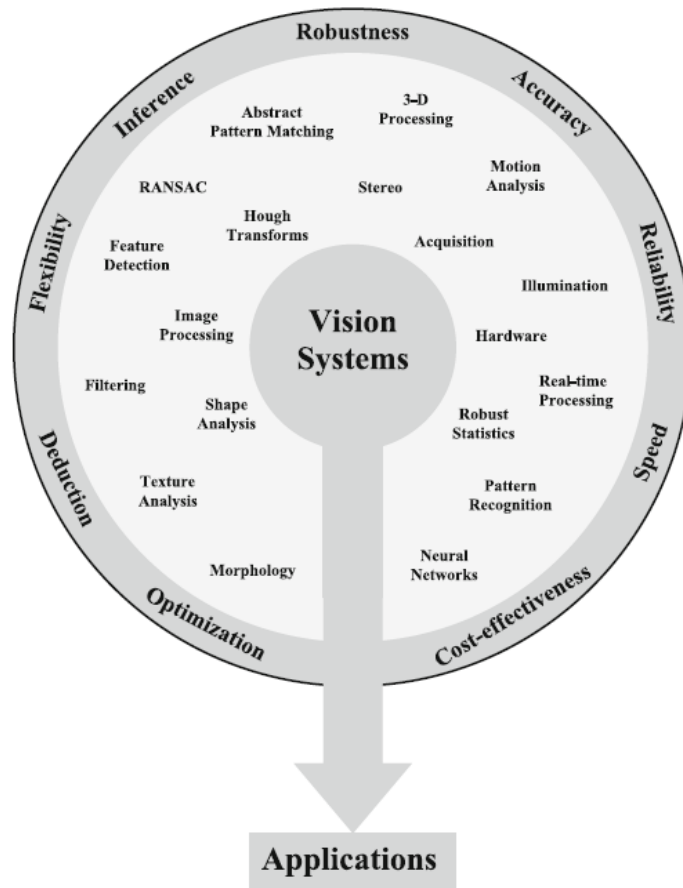 Robustness
Inference
Accuracy
Abstract
Pattern Matching
3-D
Processing
RANSAC
Stereo
Motion
Analysis
Flexibility
Hough
Transforms
Acquisition
Reliability
Feature
Detection
Illumination
Image
Processing
Vision
Systems
Hardware
Filtering
Real-time
Processing
Shape
Analysis
Robust
Statistics
Deduction
Speed
Texture
Analysis
Pattern
Recognition
Morphology
Neural
Networks
Optimization
Cost-effectiveness
Applications